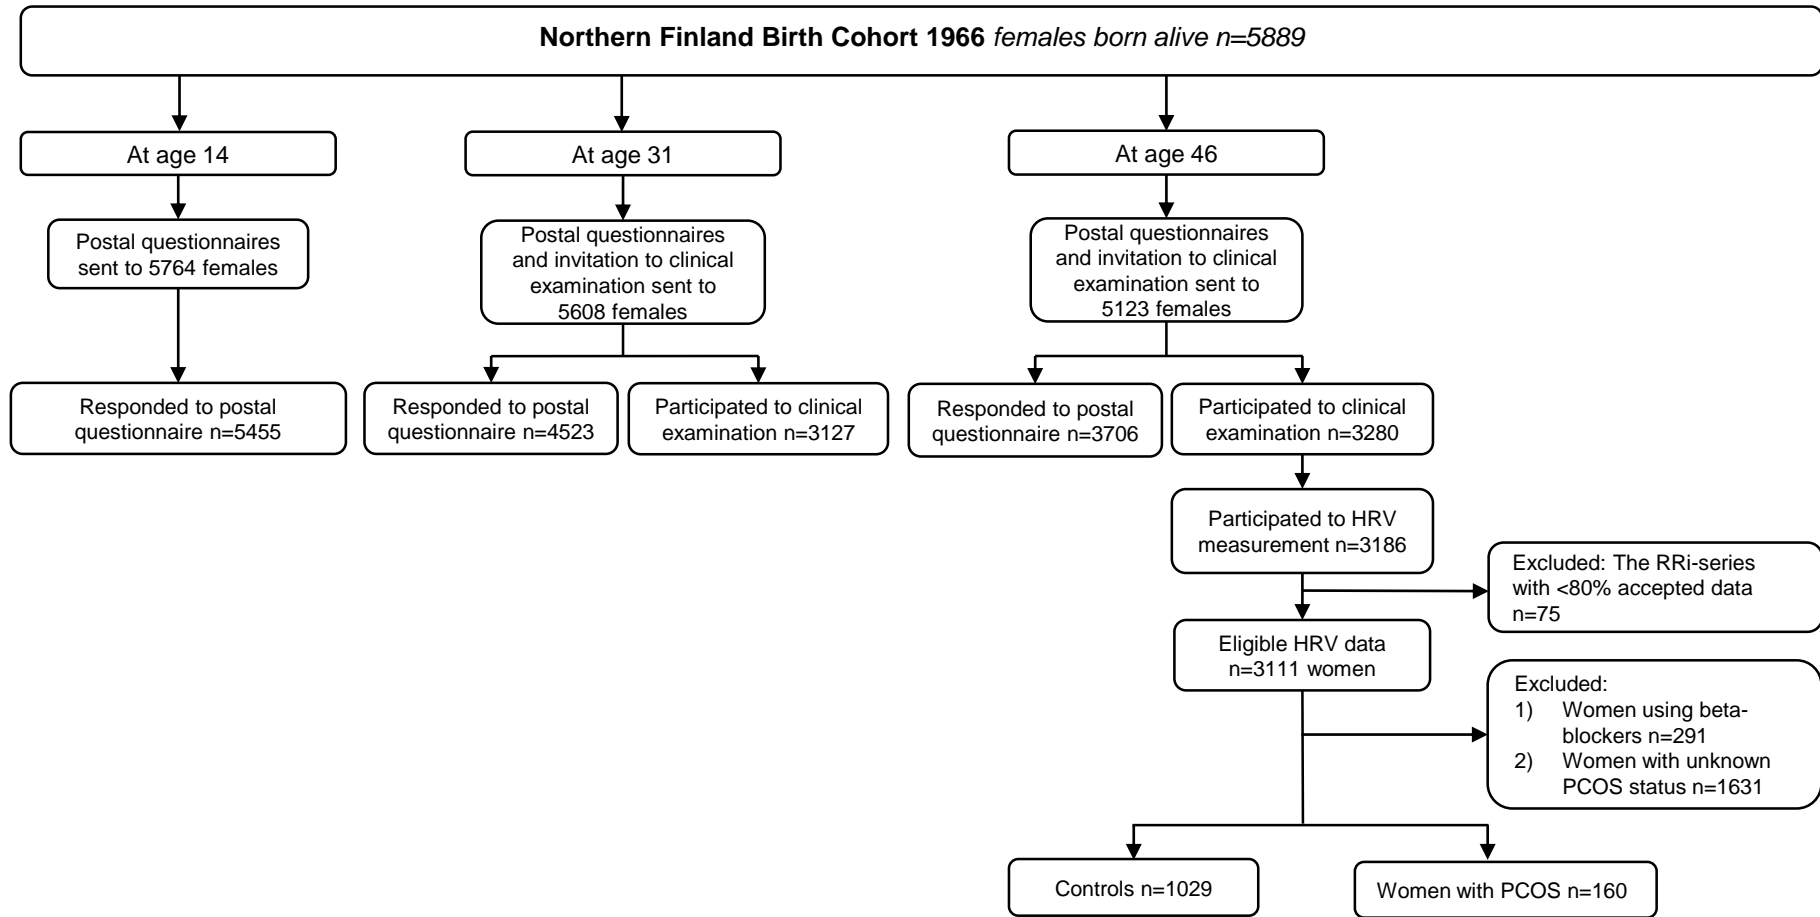 Northern Finland Birth Cohort 1966 females born alive n=5889
At age 14
At age 31
At age 46
Postal questionnaires
sent to 5764 females
Postal questionnaires
and invitation to clinical
examination sent to
5608 females
Postal questionnaires
and invitation to clinical
examination sent to
5123 females
Responded to postal
questionnaire n=5455
Responded to postal
questionnaire n=4523
Participated to clinical
examination n=3127
Responded to postal
questionnaire n=3706
Participated to clinical
examination n=3280
Participated to HRV
measurement n=3186
Excluded: The RRi-series
with <80% accepted data
n=75
Eligible HRV data
n=3111 women
Excluded:
1) Women using beta-
blockers n=291
2) Women with unknown
PCOS status n=1631
Controls n=1029
Women with PCOS n=160